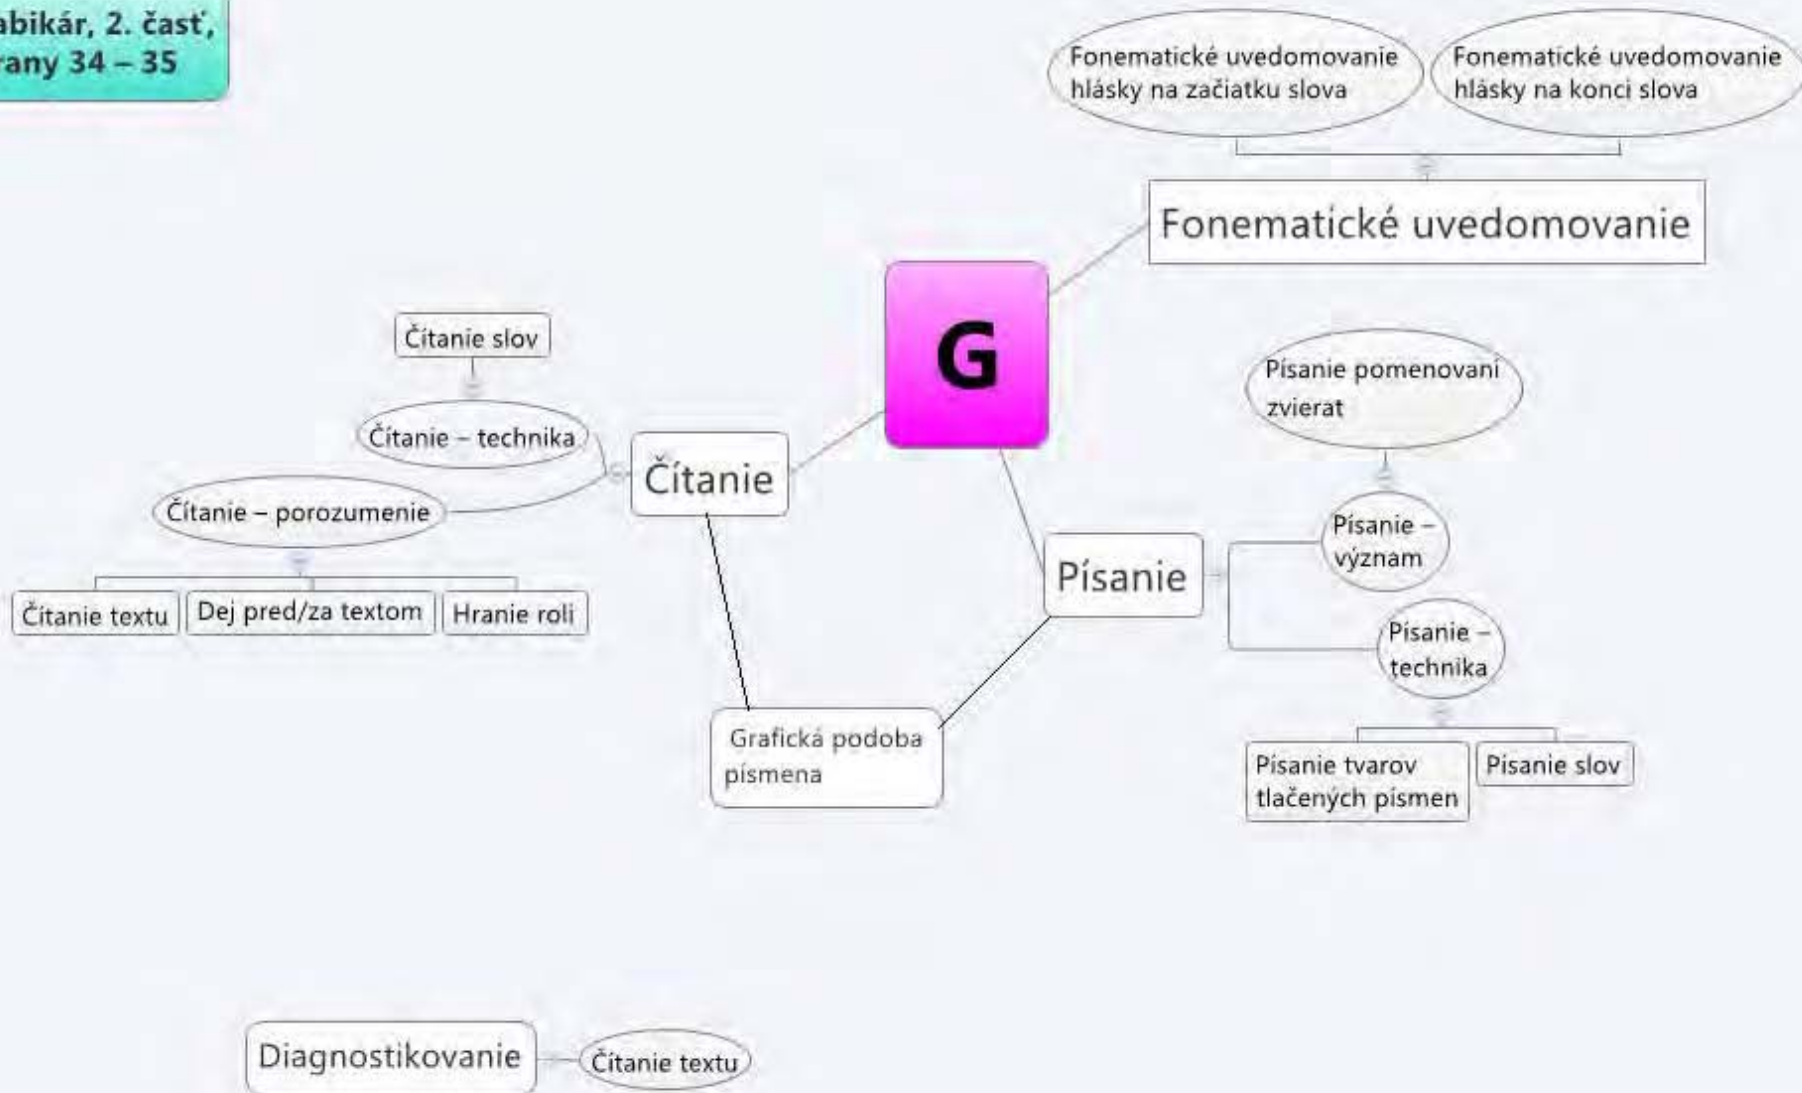 abikár, 2. časť,
rany 34 – 35
Fonematické uvedomovanie
hlásky na začiatku slova
Fonematické uvedomovanie
hlásky na konci slova
Fonematické uvedomovanie
G
Čítanie slov
Čítanie – technika
Čítanie
Čítanie – porozumenie
Čítanie textu
Dej pred/za textom
Hranie rolí
Písanie pomenovaní
zvierat
Písanie –
význam
Písanie
Písanie –
technika
Písanie tvarov
tlačených písmen
Písanie slov
Grafická podoba
písmena
Diagnostikovanie
Čítanie textu